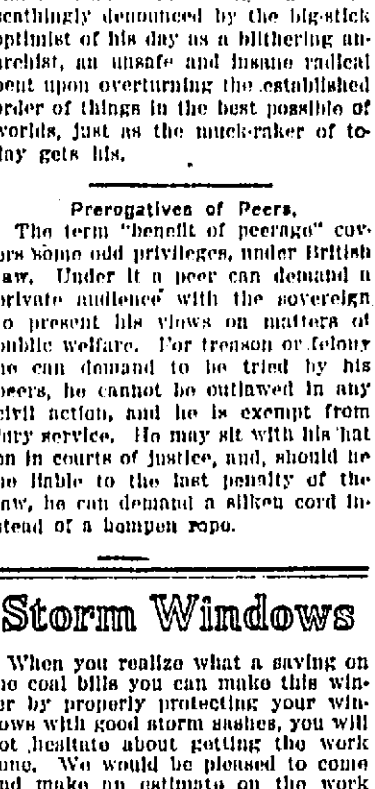 denounced by the big-stick
optimist of his day as a blithering an-
archist, an unsafe and insane radical
bent upon overturning the established
order of things in the best possible of
worlds, just as the muck-raker of to-
day gets his.
Prerogatives of Peers.
The term "benefit of peerage" cov-
ers some odd privileges, under British
law. Under it a peer can demand a
private audience with the sovereign
to present his views on matters of
public welfare. For treason or felony
he can demand to be tried by his
peers, he cannot be outlawed in any
civil action, and he is exempt from
jury service. He may sit with his hat
on in courts of justice, and, should he
be liable to the last penalty of the
law, he can demand a silken cord in-
stead of a hempen rope.
Storm Windows
When you realize what a saving on
the coal bills you can make this win-
ter by properly protecting your win-
dows with good storm sashes, you will
not hesitate about getting the work
done. We would be pleased to come
and make an estimate on the work